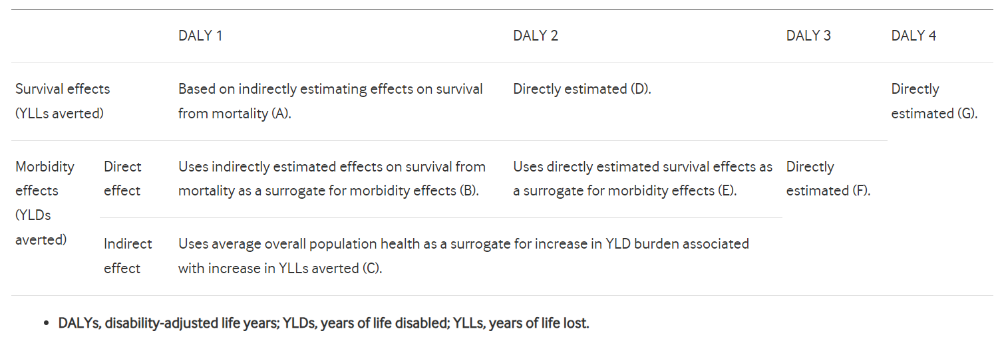 DALY 1 DALY 2 DALY 3 DALY 4
Survival effects
(YLLs averted)
Based on indirectly estimating effects on survival
from mortality (A).
Directly estimated (D).
Directly
estimated (G).
Morbidity
effects
(YLDs
averted)
Direct
effect
Uses indirectly estimated effects on survival from
mortality as a surrogate for morbidity effects (B).
Uses directly estimated survival effects as
a surrogate for morbidity effects (E).
Directly
estimated (F).
Indirect
effect
Uses average overall population health as a surrogate for increase in YLD burden associated
with increase in YLLs averted (C).
• DALYs, disability-adjusted life years; YLDs, years of life disabled; YLLs, years of life lost.